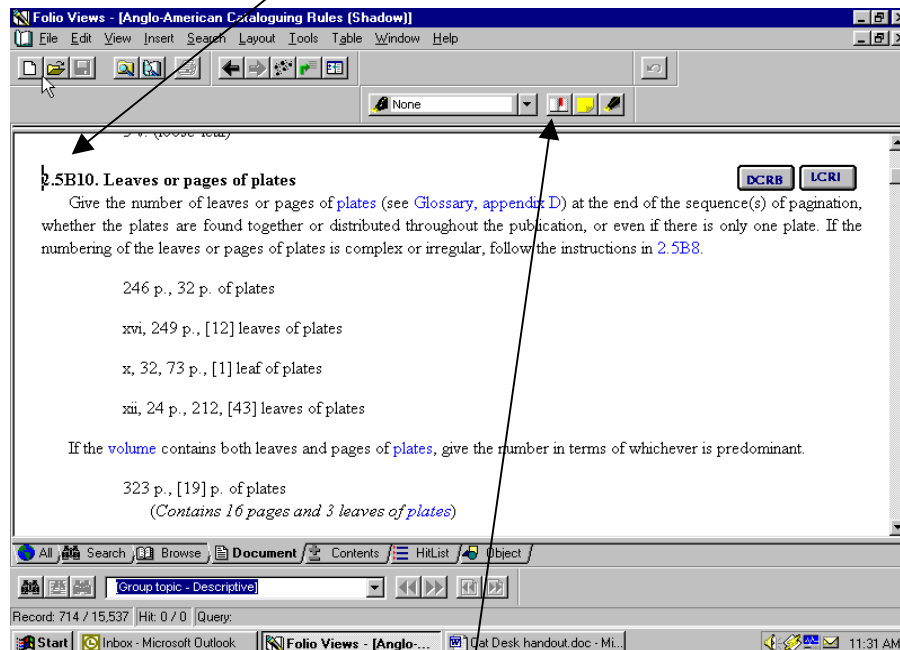 Folio Views - [Anglo-American Cataloguing Rules (Shadow)]
File Edit View Insert Search Layout Tools Table Window Help
None
3 v. (loose-leaf)
2.5B10. Leaves or pages of plates
DCRB LCRI
Give the number of leaves or pages of plates (see Glossary, appendix D) at the end of the sequence(s) of pagination,
whether the plates are found together or distributed throughout the publication, or even if there is only one plate. If the
numbering of the leaves or pages of plates is complex or irregular, follow the instructions in 2.5B8.
246 p., 32 p. of plates
xvi, 249 p., [12] leaves of plates
x, 32, 73 p., [1] leaf of plates
xii, 24 p., 212, [43] leaves of plates
If the volume contains both leaves and pages of plates, give the number in terms of whichever is predominant.
323 p., [19] p. of plates
(Contains 16 pages and 3 leaves of plates)
All Search Browse Document Contents HitList Object
[Group topic - Descriptive]
Record: 714 / 15,537 Hit: 0 / 0 Query:
Start Inbox - Microsoft Outlook Folio Views - [Anglo-... Cat Desk handout.doc - Mi... 11:31 AM